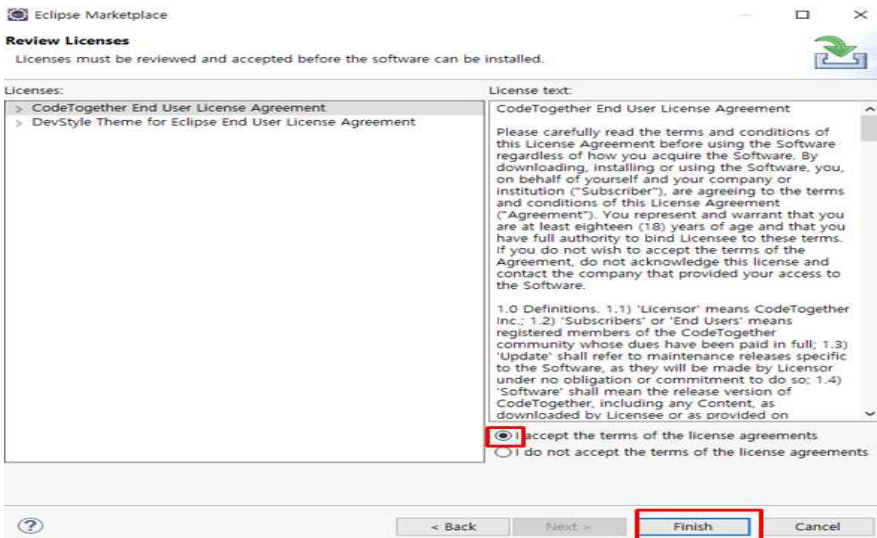 Eclipse Marketplace
Review Licenses
Licenses must be reviewed and accepted before the software can be installed.
Licenses:
> CodeTogether End User License Agreement
> DevStyle Theme for Eclipse End User License Agreement
License text:
CodeTogether End User License Agreement
Please carefully read the terms and conditions of
this License Agreement before using the Software
regardless of how you acquire the Software. By
downloading, installing or using the Software, you,
on behalf of yourself and your company or
institution ("Subscriber"), are agreeing to the terms
and conditions of this License Agreement
("Agreement"). You represent and warrant that you
are at least eighteen (18) years of age and that you
have full authority to bind Licensee to these terms.
If you do not wish to accept the terms of the
Agreement, do not acknowledge this license and
contact the company that provided your access to
the Software.
1.0 Definitions. 1.1) 'Licensor' means CodeTogether
Inc.; 1.2) 'Subscribers' or 'End Users' means
registered members of the CodeTogether
community whose dues have been paid in full; 1.3)
'Update' shall refer to maintenance releases specific
to the Software, as they will be made by Licensor
under no obligation or commitment to do so; 1.4)
'Software' shall mean the release version of
CodeTogether, including any Content, as
downloaded by Licensee or as provided on
I accept the terms of the license agreements
I do not accept the terms of the license agreements
?
< Back
Next >
Finish
Cancel